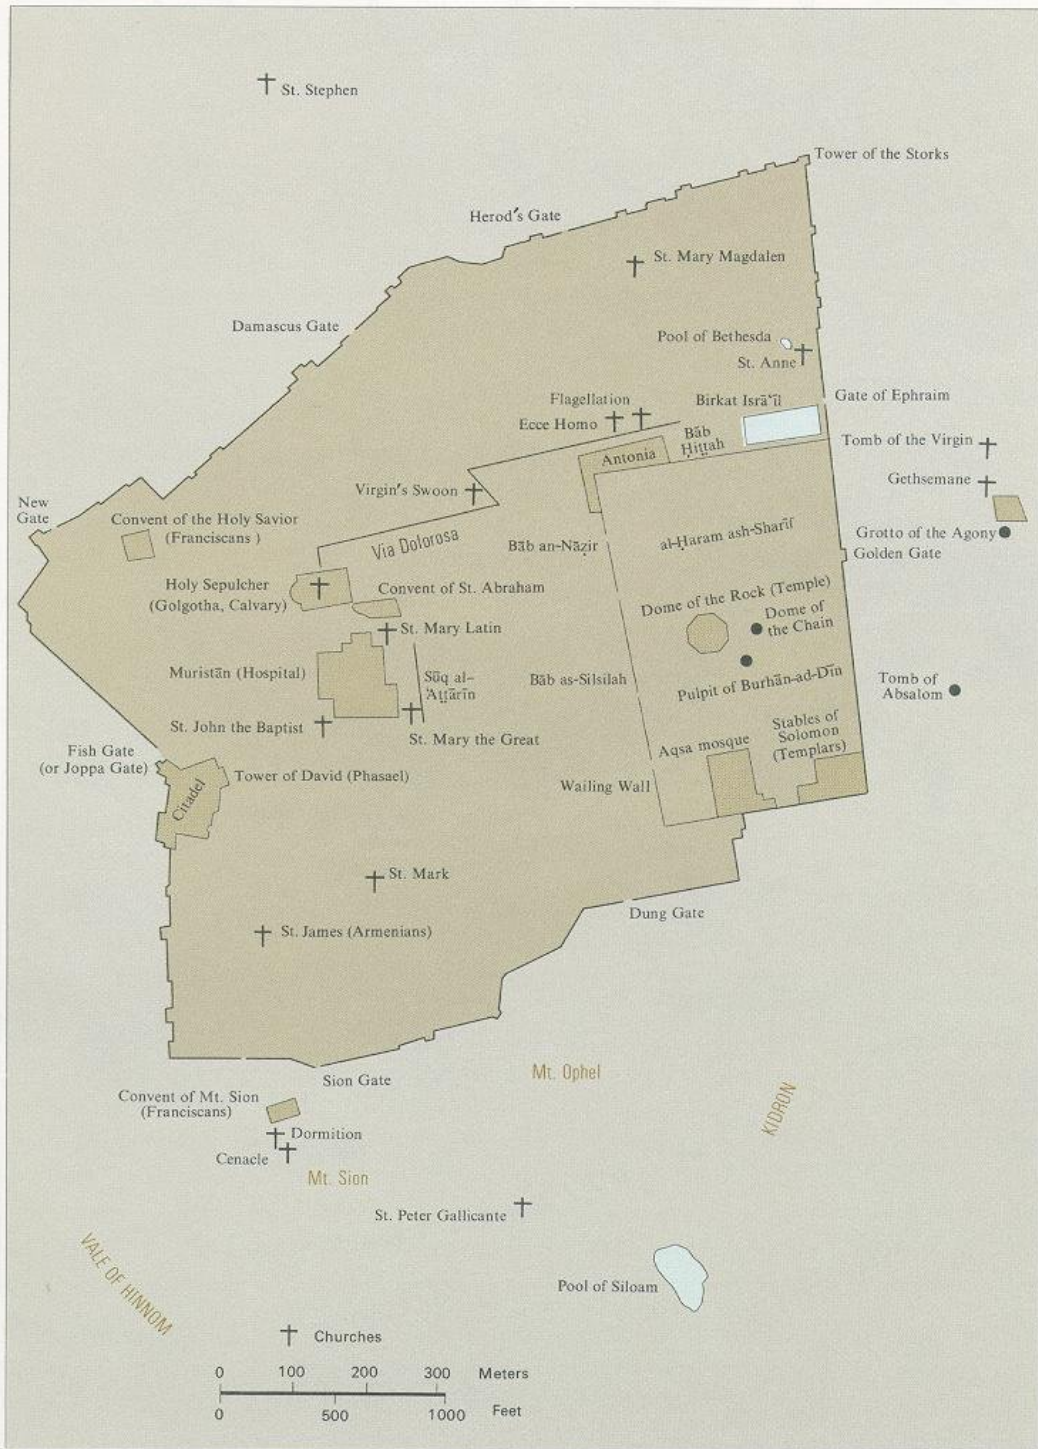 St. Stephen
Tower of the Storks
Herod's Gate
St. Mary Magdalen
Damascus Gate
Pool of Bethesda
St. Anne
Flagellation
Ecce Homo
Birkat Isrā'īl
Gate of Ephraim
Bāb
Ḥiṭṭah
Antonia
Tomb of the Virgin
Gethsemane
Virgin's Swoon
New
Gate
Convent of the Holy Savior
(Franciscans )
Via Dolorosa
Bāb an-Nāẓir
al-Ḥaram ash-Sharīf
Grotto of the Agony
Golden Gate
Holy Sepulcher
(Golgotha, Calvary)
Convent of St. Abraham
Dome of the Rock (Temple)
Dome of
the Chain
St. Mary Latin
Muristān (Hospital)
Sūq al-
'Aṭṭārīn
Bāb as-Silsilah
Pulpit of Burhān-ad-Dīn
Tomb of
Absalom
St. John the Baptist
St. Mary the Great
Aqsa mosque
Stables of
Solomon
(Templars)
Fish Gate
(or Joppa Gate)
Tower of David (Phasael)
Citadel
Wailing Wall
St. Mark
Dung Gate
St. James (Armenians)
Sion Gate
Mt. Ophel
Convent of Mt. Sion
(Franciscans)
KIDRON
Dormition
Cenacle
Mt. Sion
St. Peter Gallicante
VALE OF HINNOM
Pool of Siloam
Churches
0 100 200 300 Meters
0 500 1000 Feet